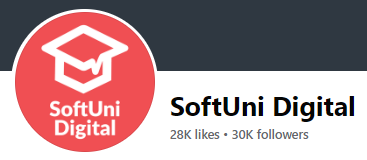 SoftUni
Digital
SoftUni Digital
28K likes • 30K followers